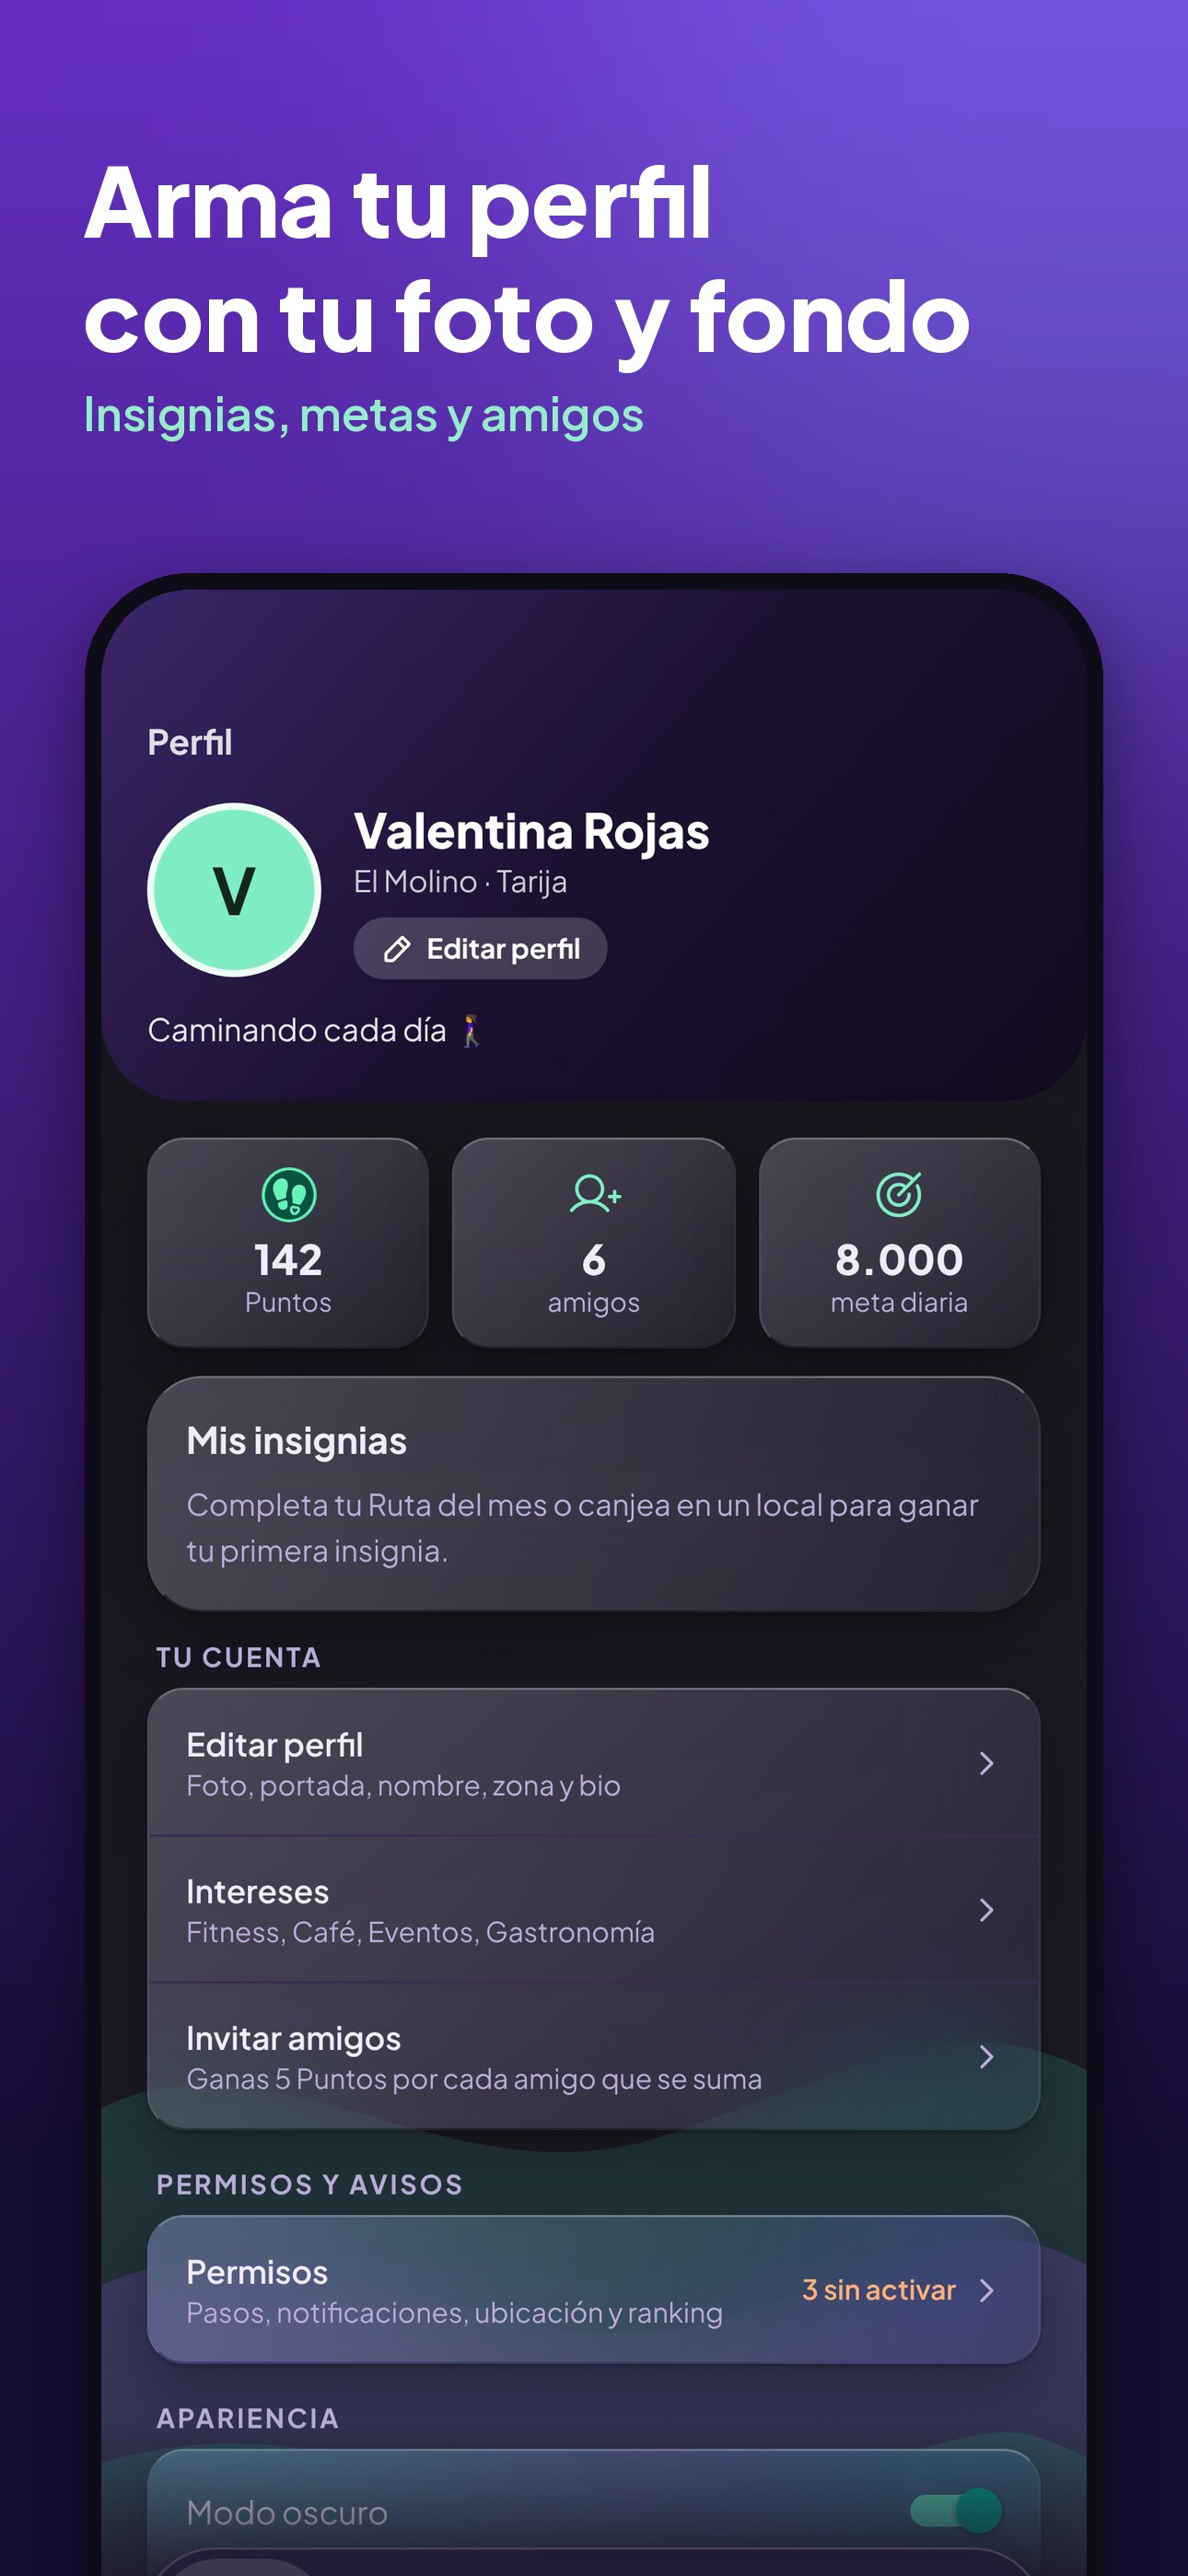 Arma tu perfil
con tu foto y fondo
Insignias, metas y amigos
Perfil
V
Valentina Rojas
El Molino · Tarija
Editar perfil
Caminando cada día 🚶‍♀️
142
Puntos
6
amigos
8.000
meta diaria
Mis insignias
Completa tu Ruta del mes o canjea en un local para ganar
tu primera insignia.
TU CUENTA
Editar perfil
Foto, portada, nombre, zona y bio
Intereses
Fitness, Café, Eventos, Gastronomía
Invitar amigos
Ganas 5 Puntos por cada amigo que se suma
PERMISOS Y AVISOS
Permisos
Pasos, notificaciones, ubicación y ranking
3 sin activar
APARIENCIA
Modo oscuro